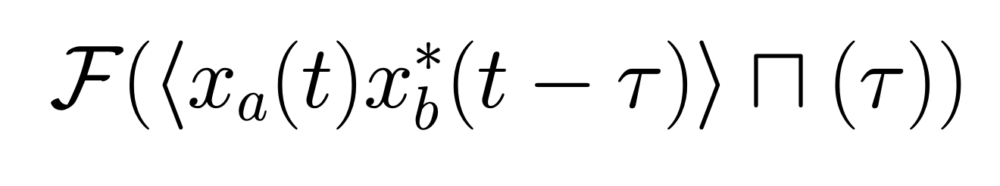 ℱ(⟨x_a(t)x_b^*(t − τ)⟩ ⊓ (τ))